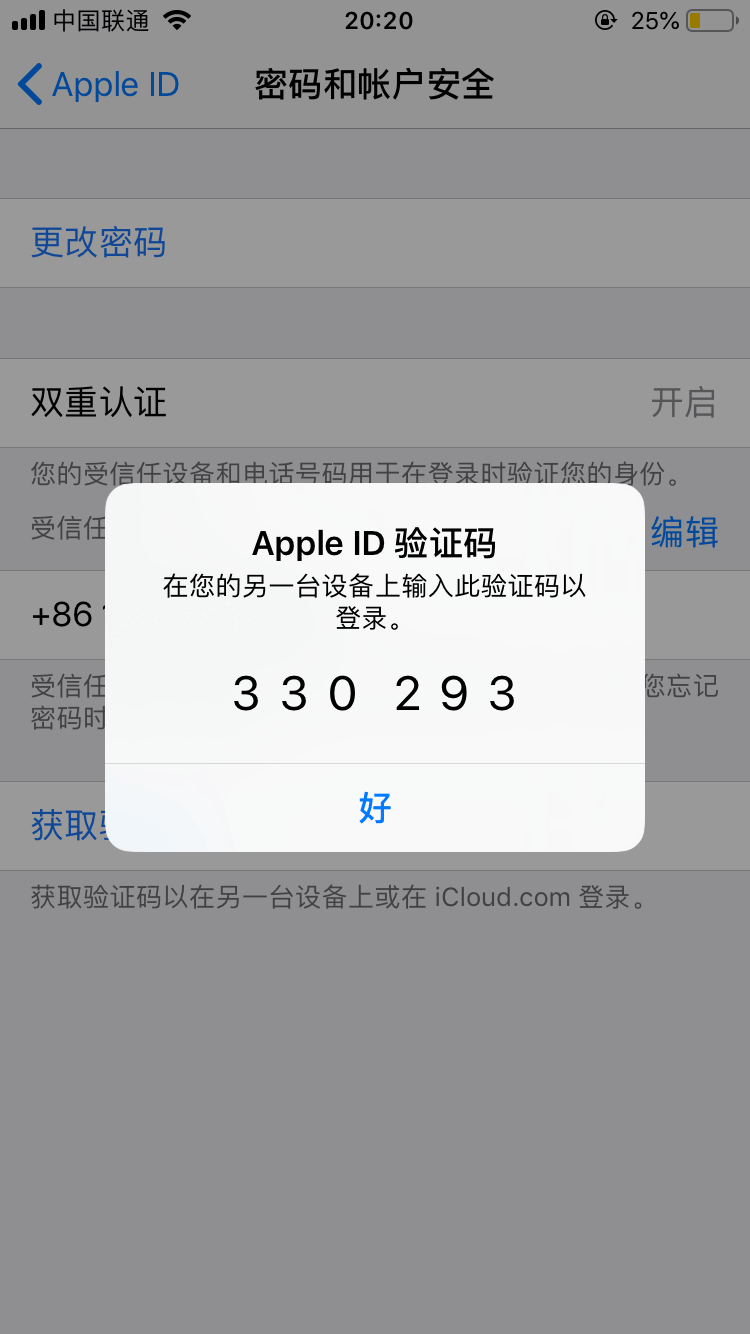 中国联通 20:20 25%
Apple ID 密码和帐户安全
更改密码
双重认证 开启
您的受信任设备和电话号码用于在登录时验证您的身份。
受信任 编辑
+86
受信任 您忘记
密码时
Apple ID 验证码
在您的另一台设备上输入此验证码以
登录。
330 293
好
获取
获取验证码以在另一台设备上或在 iCloud.com 登录。